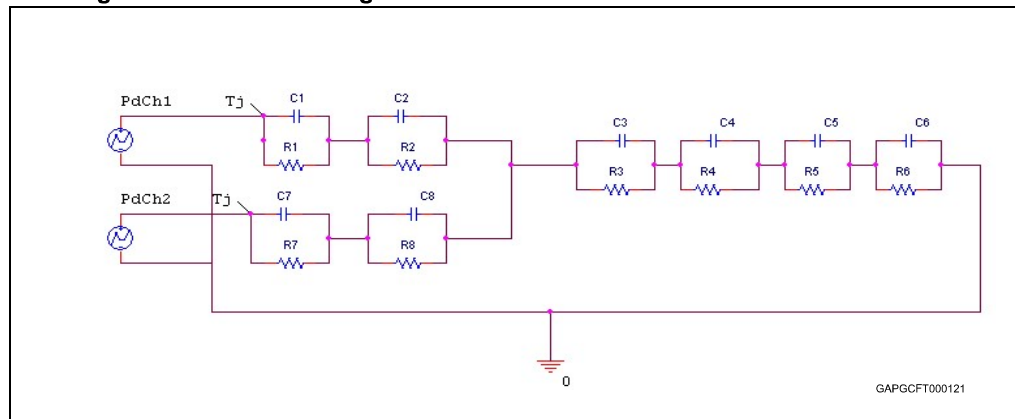 PdCh1
Tj
C1
C2
R1
R2
C3
C4
C5
C6
R3
R4
R5
R6
PdCh2
Tj
C7
C8
R7
R8
0
GAPGCFT000121